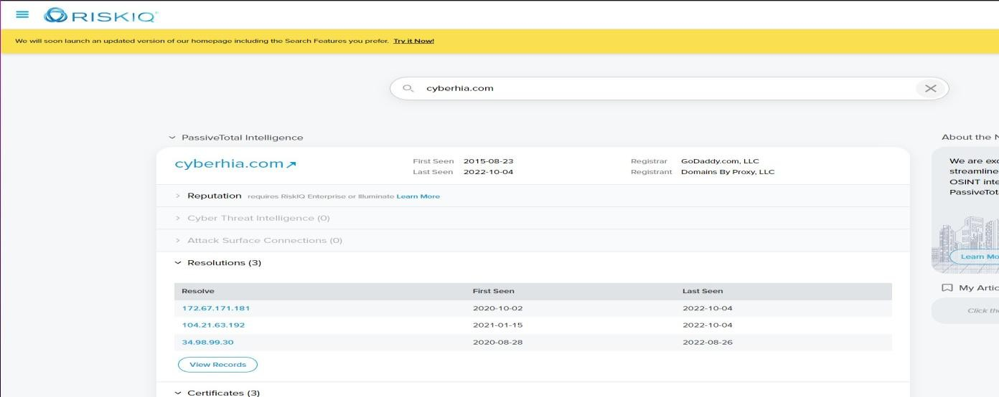 RISKIQ
We will soon launch an updated version of our homepage including the Search Features you prefer. Try it Now!
cyberhia.com
PassiveTotal Intelligence
About the N
cyberhia.com
First Seen 2015-08-23
Last Seen 2022-10-04
Registrar GoDaddy.com, LLC
Registrant Domains By Proxy, LLC
We are exc
streamline
OSINT inte
PassiveTot
Reputation requires RiskIQ Enterprise or Illuminate Learn More
Cyber Threat Intelligence (0)
Attack Surface Connections (0)
Learn Mo
Resolutions (3)
My Artic
Resolve First Seen Last Seen
172.67.171.181 2020-10-02 2022-10-04
Click the
104.21.63.192 2021-01-15 2022-10-04
34.98.99.30 2020-08-28 2022-08-26
View Records
Certificates (3)